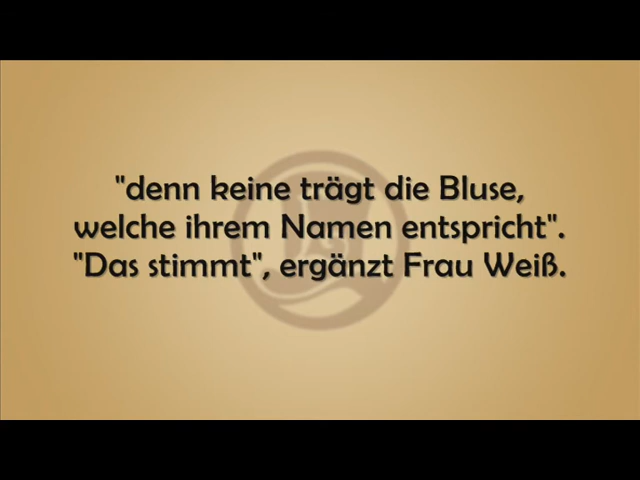 "denn keine trägt die Bluse,
welche ihrem Namen entspricht".
"Das stimmt", ergänzt Frau Weiß.